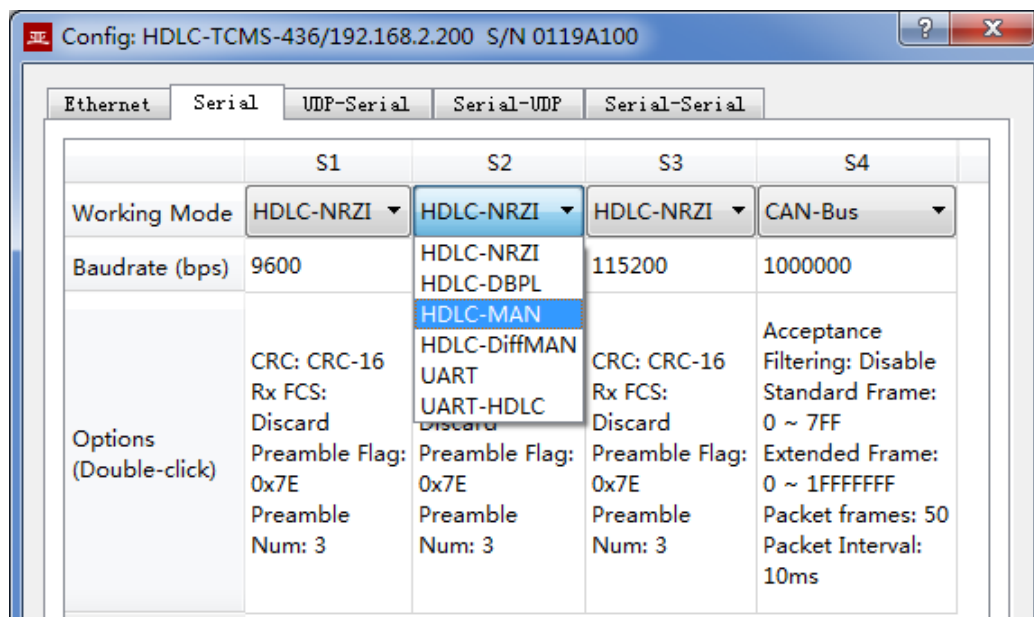 亚 Config: HDLC-TCMS-436/192.168.2.200 S/N 0119A100 ? X
Ethernet Serial UDP-Serial Serial-UDP Serial-Serial
S1 S2 S3 S4
Working Mode HDLC-NRZI HDLC-NRZI HDLC-NRZI CAN-Bus
Baudrate (bps) 9600 115200 1000000
HDLC-NRZI
HDLC-DBPL
HDLC-MAN
HDLC-DiffMAN
UART
UART-HDLC
Options
(Double-click)
CRC: CRC-16
Rx FCS:
Discard
Preamble Flag:
0x7E
Preamble
Num: 3
Discard
Preamble Flag:
0x7E
Preamble
Num: 3
CRC: CRC-16
Rx FCS:
Discard
Preamble Flag:
0x7E
Preamble
Num: 3
Acceptance
Filtering: Disable
Standard Frame:
0 ~ 7FF
Extended Frame:
0 ~ 1FFFFFFF
Packet frames: 50
Packet Interval:
10ms